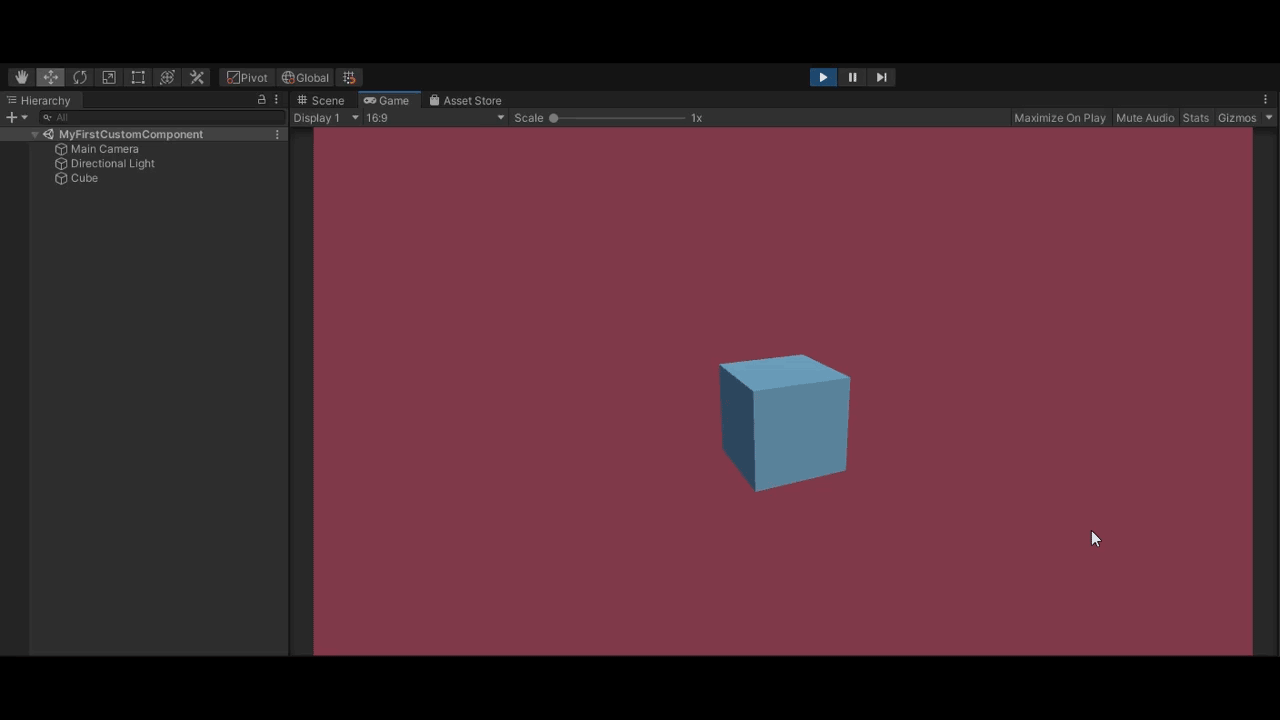 Pivot Global
Hierarchy
Scene Game Asset Store
All
Display 1 16:9 Scale 1x Maximize On Play Mute Audio Stats Gizmos
MyFirstCustomComponent
Main Camera
Directional Light
Cube